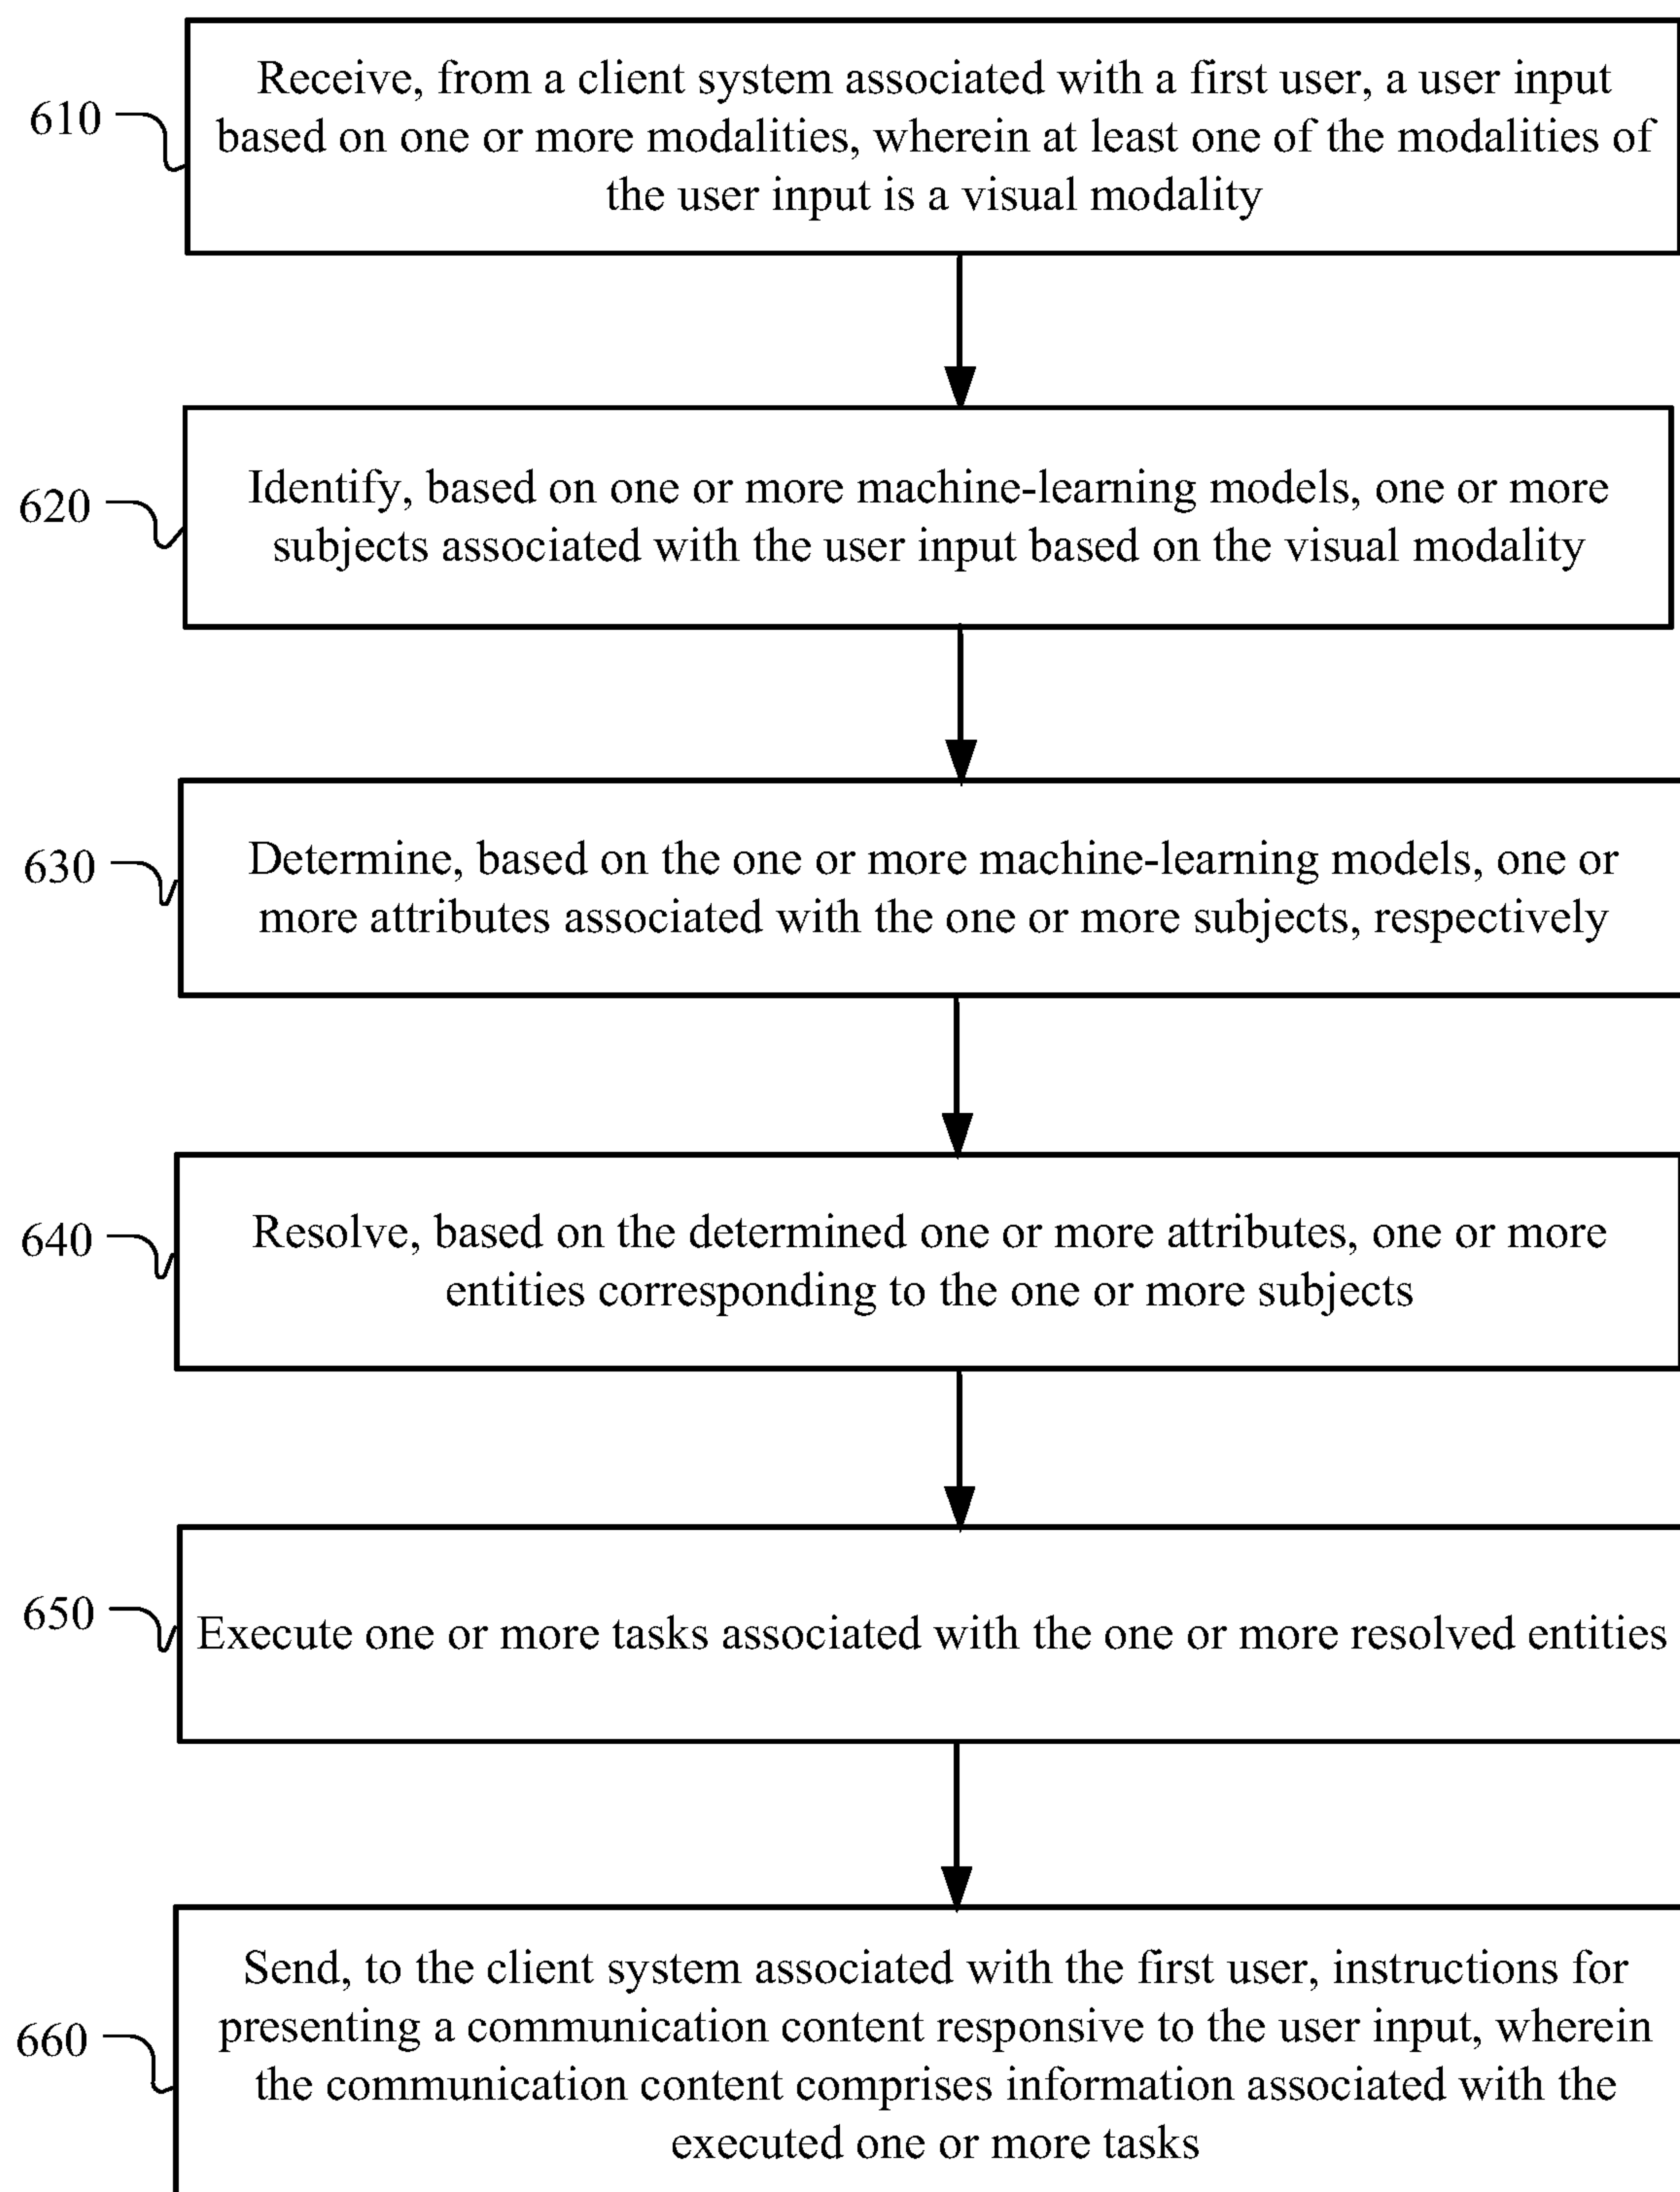 610
Receive, from a client system associated with a first user, a user input
based on one or more modalities, wherein at least one of the modalities of
the user input is a visual modality
620
Identify, based on one or more machine-learning models, one or more
subjects associated with the user input based on the visual modality
630
Determine, based on the one or more machine-learning models, one or
more attributes associated with the one or more subjects, respectively
640
Resolve, based on the determined one or more attributes, one or more
entities corresponding to the one or more subjects
650
Execute one or more tasks associated with the one or more resolved entities
660
Send, to the client system associated with the first user, instructions for
presenting a communication content responsive to the user input, wherein
the communication content comprises information associated with the
executed one or more tasks